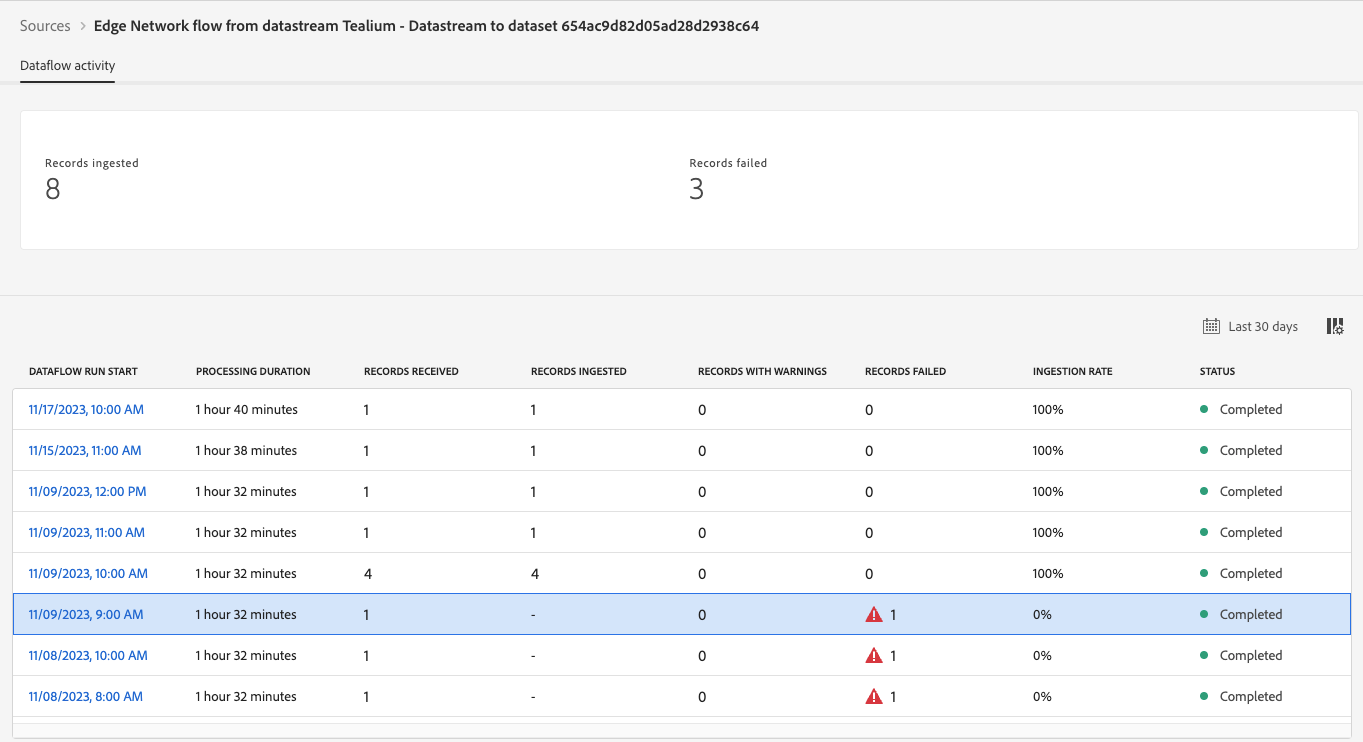 Sources > Edge Network flow from datastream Tealium - Datastream to dataset 654ac9d82d05ad28d2938c64
Dataflow activity
Records ingested Records failed
8 3
Last 30 days
DATAFLOW RUN START PROCESSING DURATION RECORDS RECEIVED RECORDS INGESTED RECORDS WITH WARNINGS RECORDS FAILED INGESTION RATE STATUS
11/17/2023, 10:00 AM 1 hour 40 minutes 1 1 0 0 100% Completed
11/15/2023, 11:00 AM 1 hour 38 minutes 1 1 0 0 100% Completed
11/09/2023, 12:00 PM 1 hour 32 minutes 1 1 0 0 100% Completed
11/09/2023, 11:00 AM 1 hour 32 minutes 1 1 0 0 100% Completed
11/09/2023, 10:00 AM 1 hour 32 minutes 4 4 0 0 100% Completed
11/09/2023, 9:00 AM 1 hour 32 minutes 1 - 0 1 0% Completed
11/08/2023, 10:00 AM 1 hour 32 minutes 1 - 0 1 0% Completed
11/08/2023, 8:00 AM 1 hour 32 minutes 1 - 0 1 0% Completed